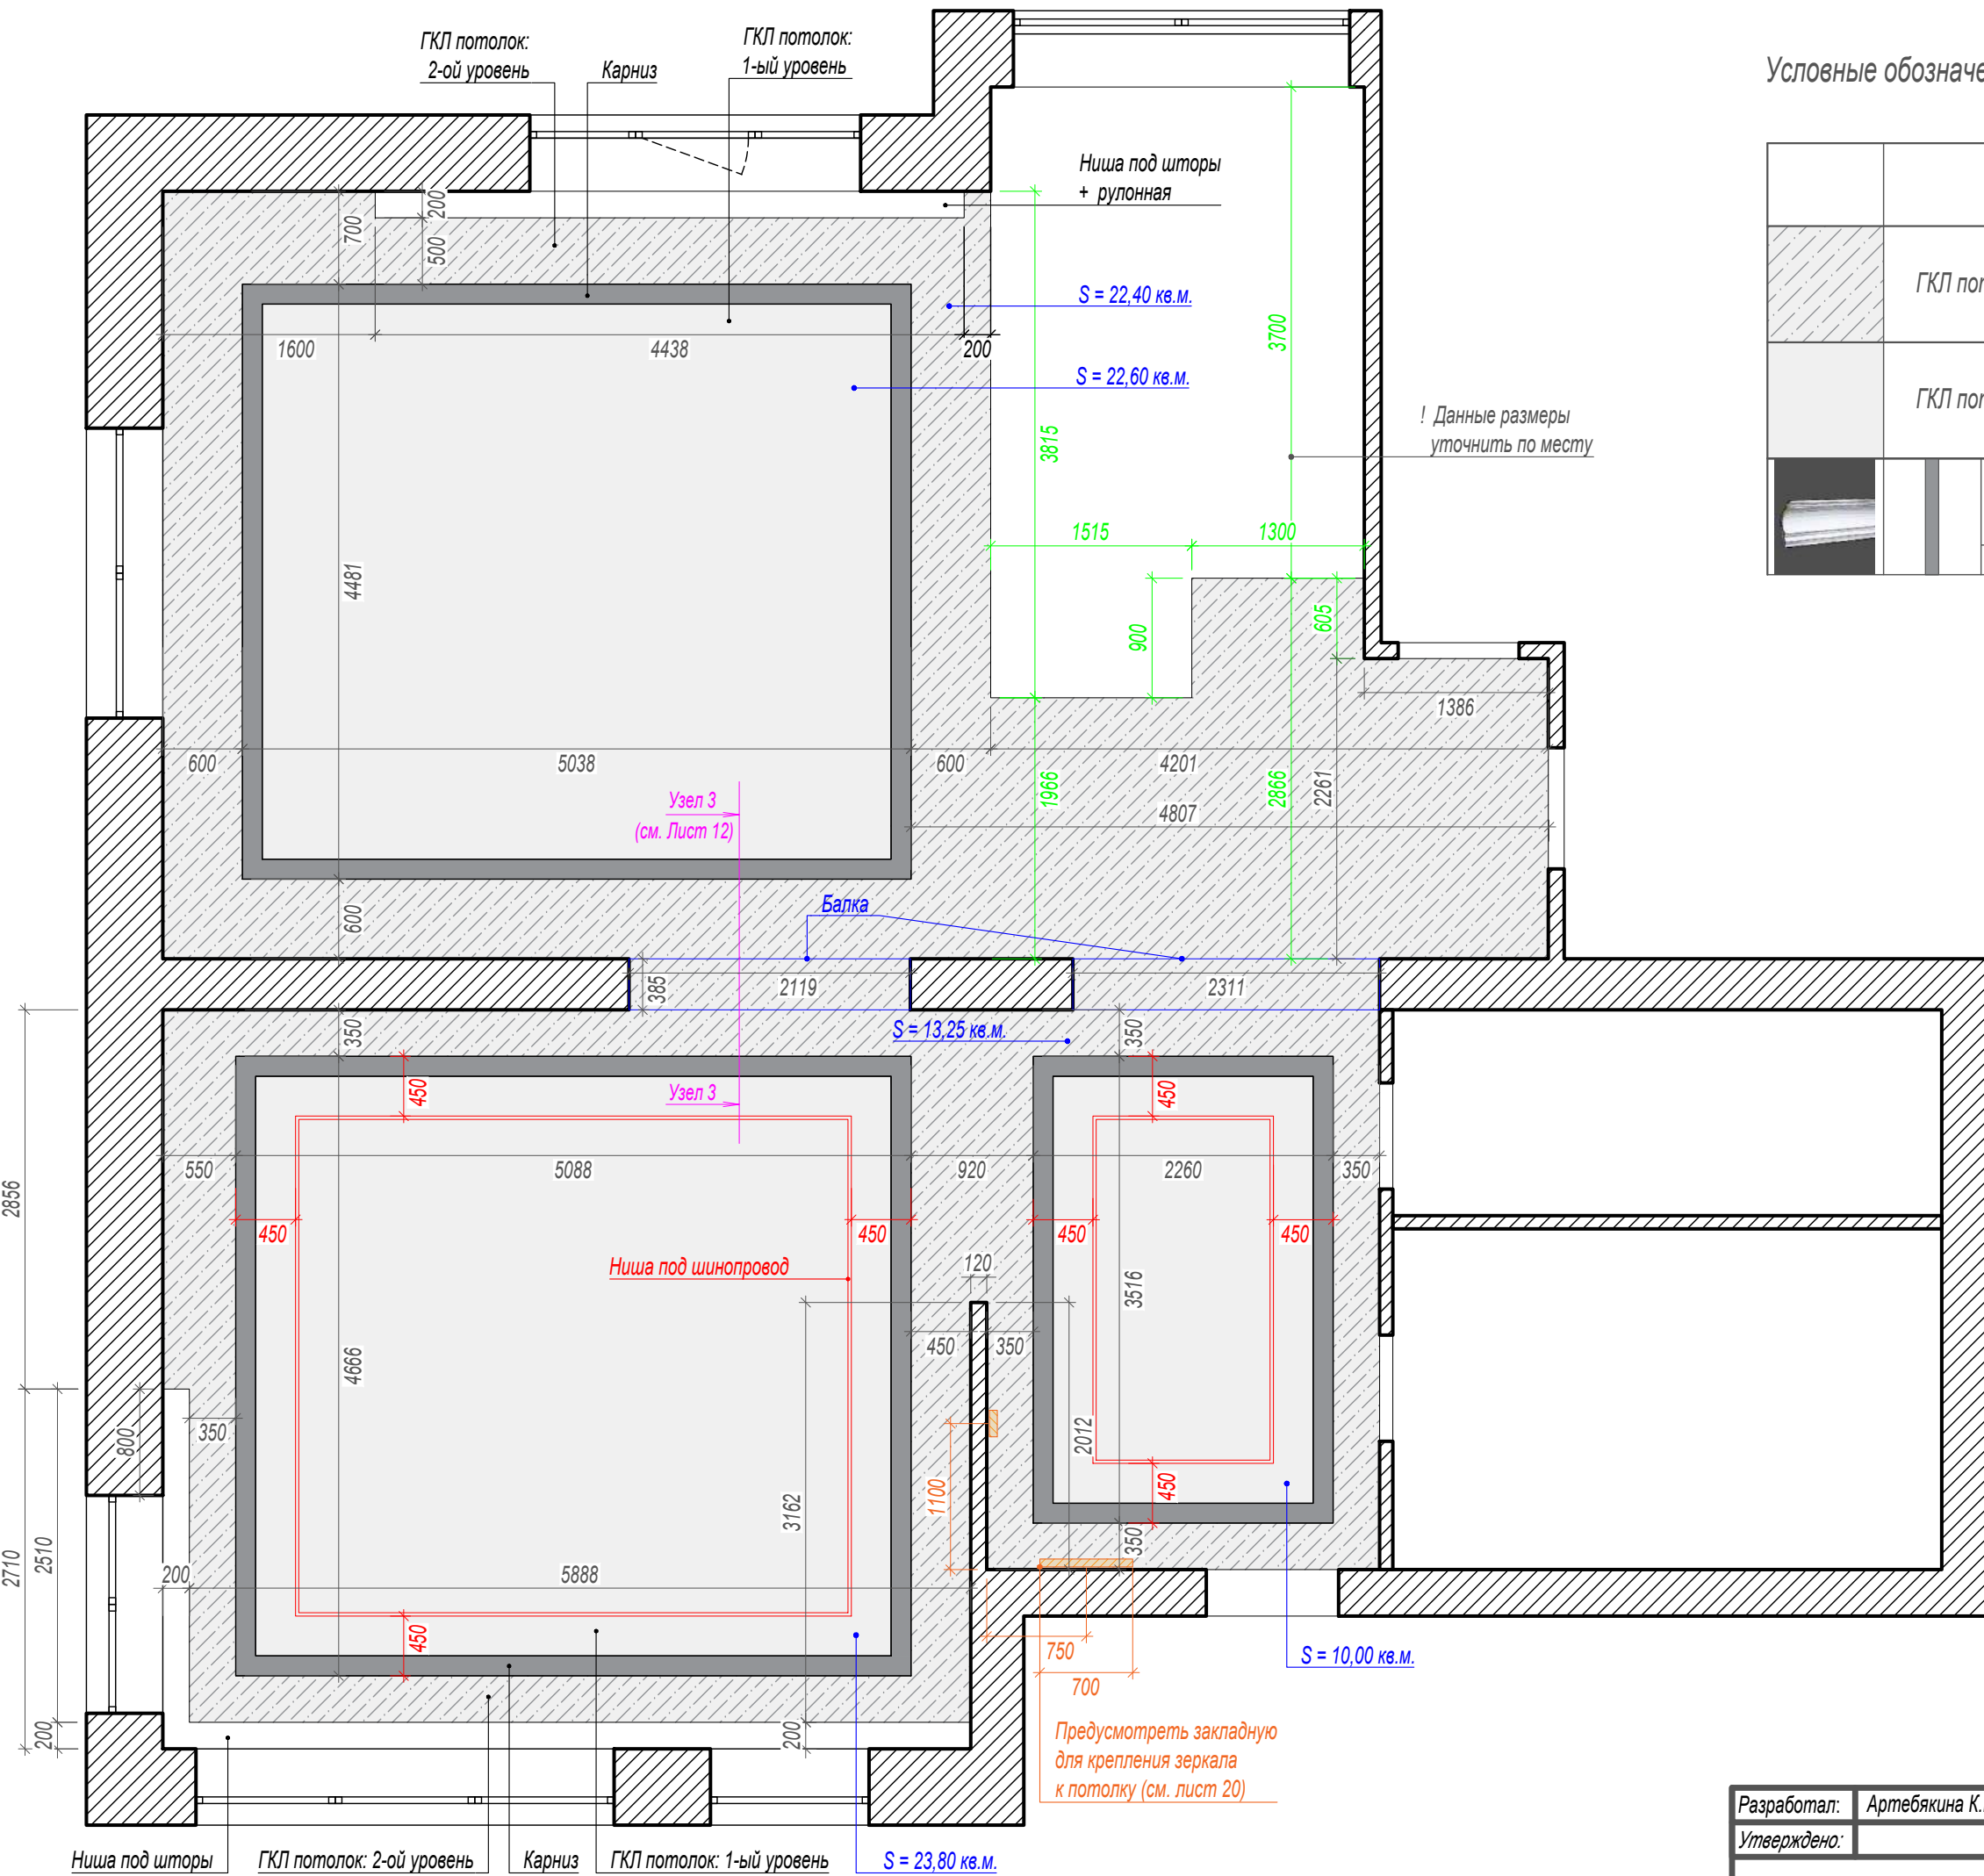 ГКЛ потолок:
2-ой уровень
Карниз
ГКЛ потолок:
1-ый уровень
Условные обозначе
Ниша под шторы
+ рулонная
200
700
500
S = 22,40 кв.м.
1600
4438
200
3700
S = 22,60 кв.м.
ГКЛ пот
ГКЛ пот
! Данные размеры
уточнить по месту
3815
1515
1300
4481
900
605
1386
600
5038
600
4201
1966
2866
2261
Узел 3
(см. Лист 12)
4807
Балка
600
385
2119
2311
350
S = 13,25 кв.м.
350
450
Узел 3
450
550
5088
920
2260
350
2856
450
450
450
450
Ниша под шинопровод
120
3516
4666
450
350
350
800
2012
1100
450
3162
350
2710
2510
200
5888
450
750
S = 10,00 кв.м.
700
200
200
Предусмотреть закладную
для крепления зеркала
к потолку (см. лист 20)
Разработал:
Артебякина К.
Утверждено:
Ниша под шторы
ГКЛ потолок: 2-ой уровень
Карниз
ГКЛ потолок: 1-ый уровень
S = 23,80 кв.м.